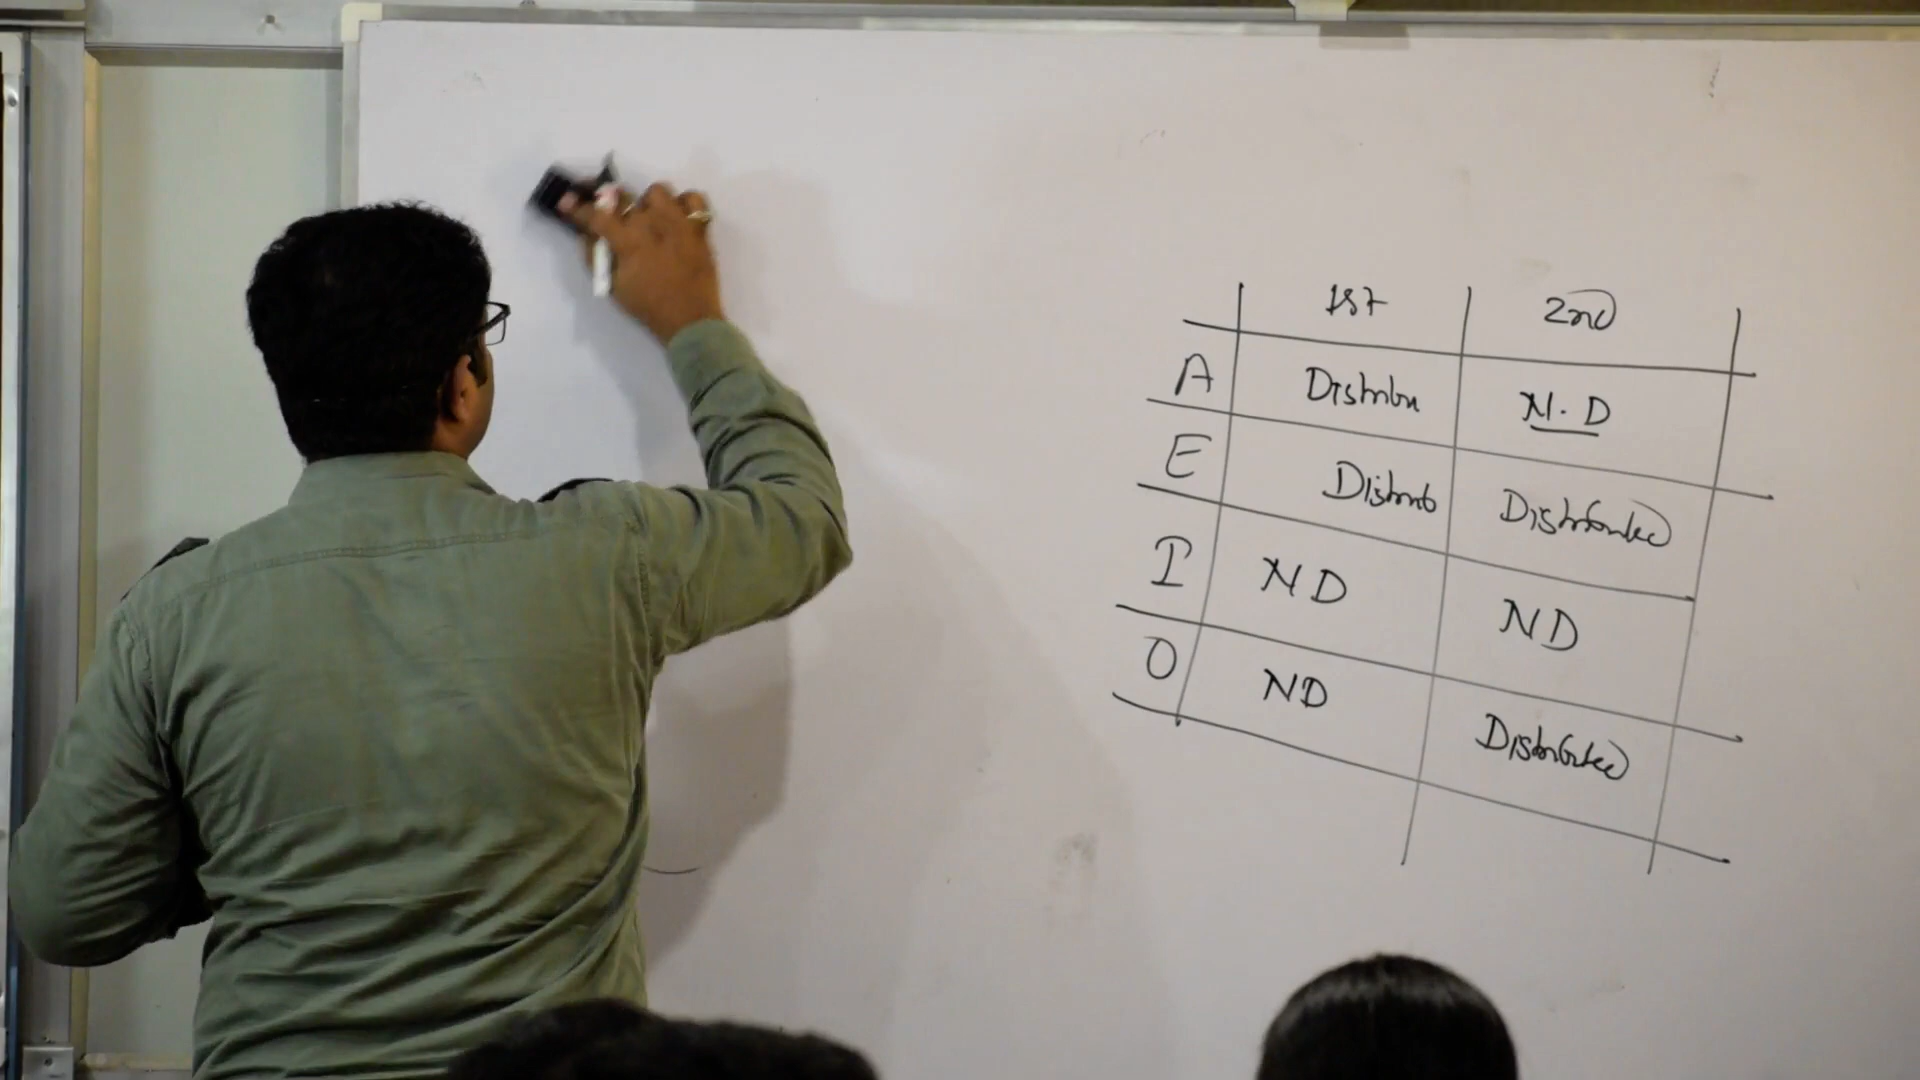 1st 2nd
A Distribu N.D
E Distrib Distributed
I ND ND
O ND Distributed